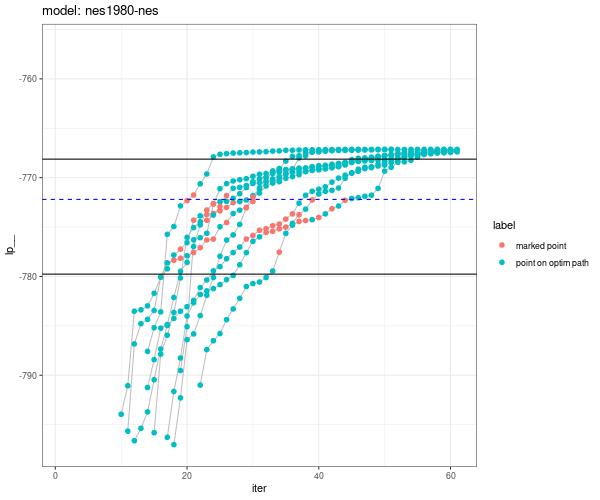 model: nes1980-nes
-760
-770
-780
-790
lp__
0
20
40
60
iter
label
marked point
point on optim path